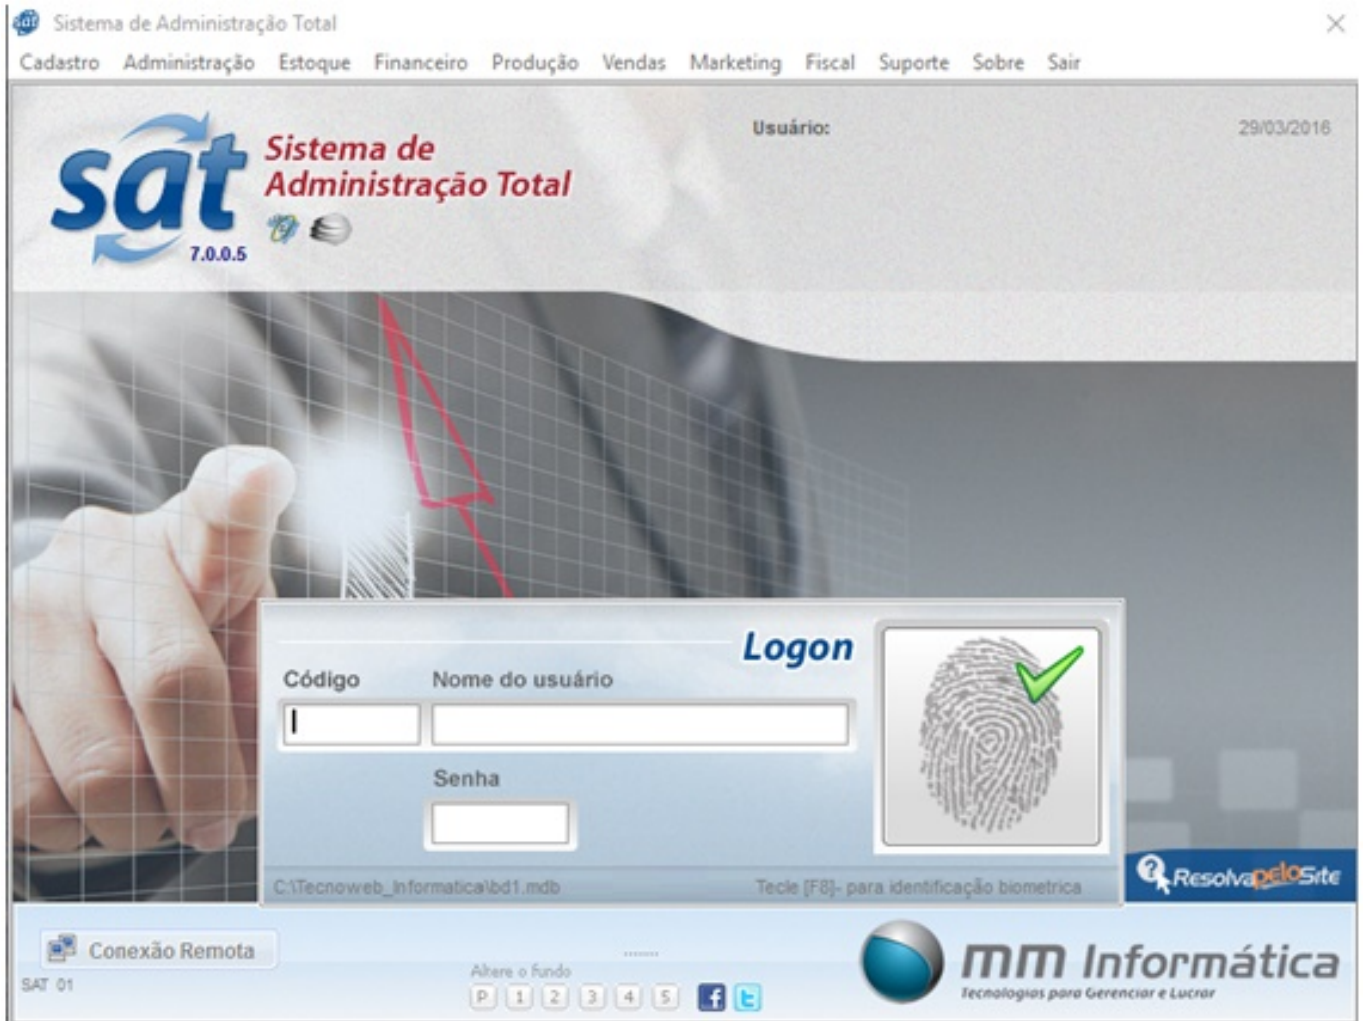 Sistema de Administração Total
Cadastro Administração Estoque Financeiro Produção Vendas Marketing Fiscal Suporte Sobre Sair
sat
Sistema de
Administração Total
7.0.0.5
Usuário:
29/03/2016
Logon
Código Nome do usuário
Senha
C:\Tecnoweb_Informatica\bd1.mdb Tecle [F8]- para identificação biometrica
ResolvapeloSite
Conexão Remota
SAT 01
.......
Altere o fundo
P 1 2 3 4 5
mm Informática
Tecnologias para Gerenciar e Lucrar